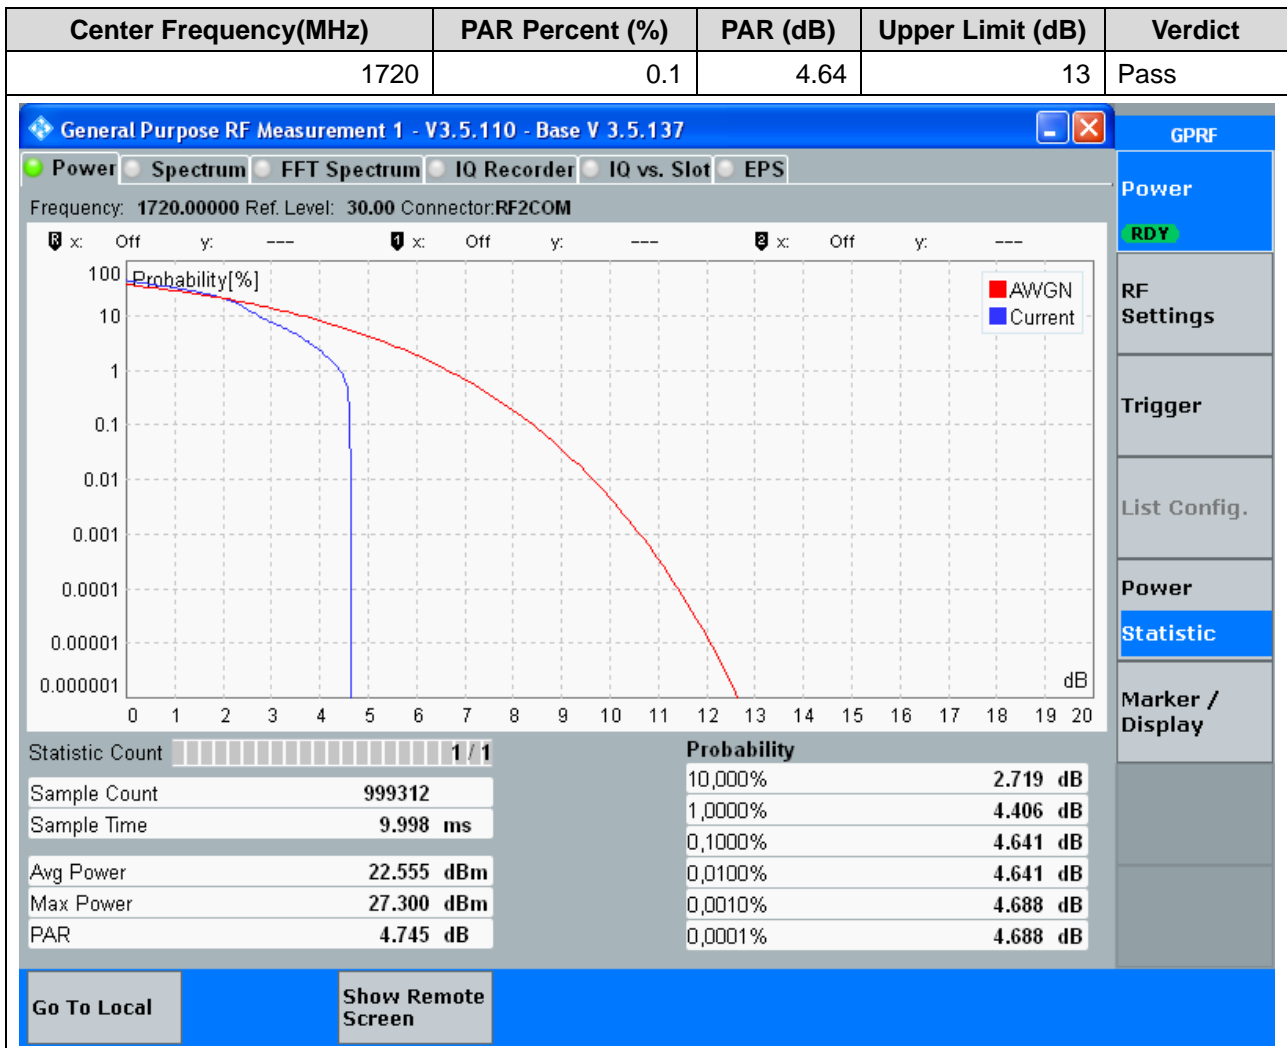 Center Frequency(MHz) PAR Percent (%) PAR (dB) Upper Limit (dB) Verdict
1720 0.1 4.64 13 Pass
General Purpose RF Measurement 1 - V3.5.110 - Base V 3.5.137
GPRF
Power Spectrum FFT Spectrum IQ Recorder IQ vs. Slot EPS
Power
RDY
Frequency: 1720.00000 Ref. Level: 30.00 Connector:RF2COM
R x: Off y: --- 1 x: Off y: --- 2 x: Off y: ---
Probability[%]
AWGN
Current
100
10
1
0.1
0.01
0.001
0.0001
0.00001
0.000001
dB
0 1 2 3 4 5 6 7 8 9 10 11 12 13 14 15 16 17 18 19 20
RF
Settings
Trigger
List Config.
Power
Statistic
Marker /
Display
Statistic Count 1 / 1
Sample Count 999312
Sample Time 9.998 ms
Avg Power 22.555 dBm
Max Power 27.300 dBm
PAR 4.745 dB
Probability
10,000% 2.719 dB
1,0000% 4.406 dB
0,1000% 4.641 dB
0,0100% 4.641 dB
0,0010% 4.688 dB
0,0001% 4.688 dB
Go To Local
Show Remote
Screen